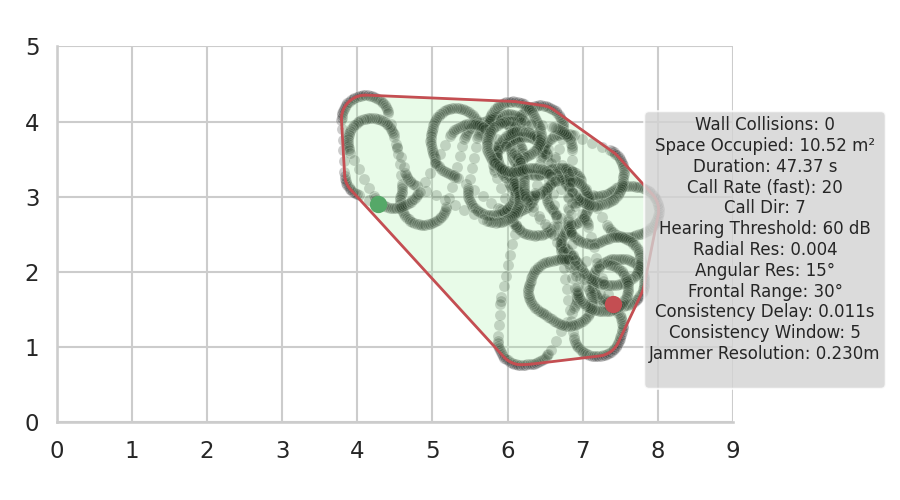 5
4
3
2
1
0
0 1 2 3 4 5 6 7 8 9
Wall Collisions: 0
Space Occupied: 10.52 m²
Duration: 47.37 s
Call Rate (fast): 20
Call Dir: 7
Hearing Threshold: 60 dB
Radial Res: 0.004
Angular Res: 15°
Frontal Range: 30°
Consistency Delay: 0.011s
Consistency Window: 5
Jammer Resolution: 0.230m